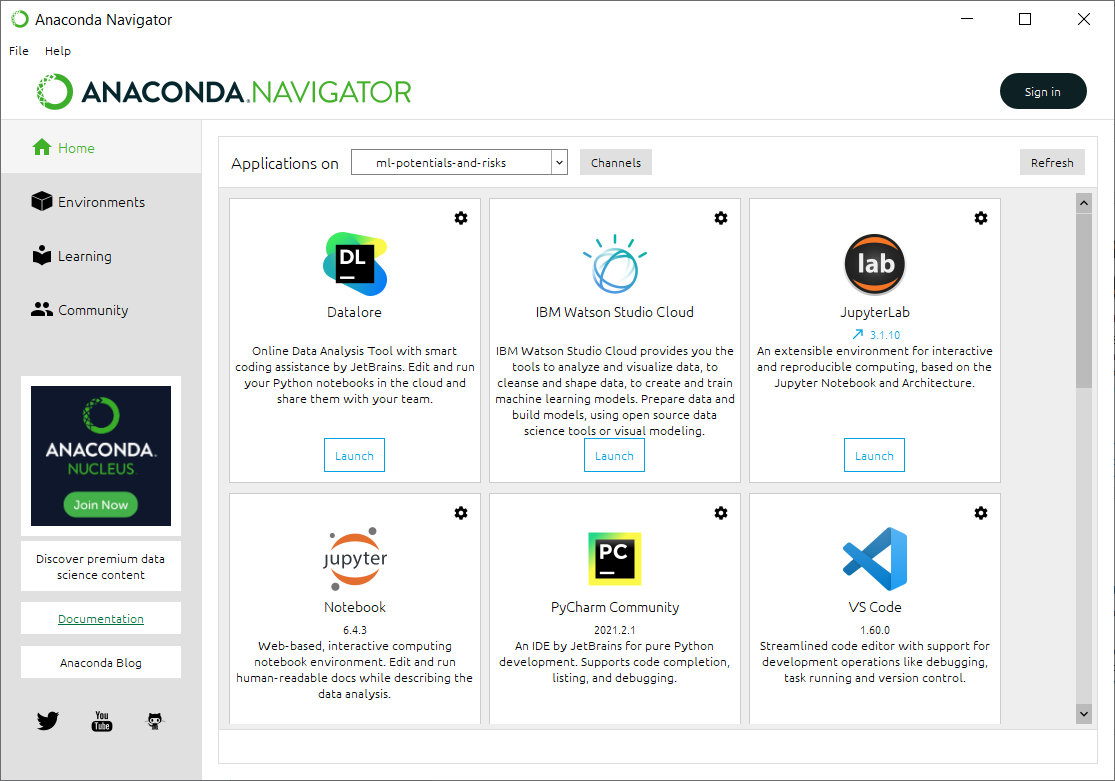 Anaconda Navigator
File Help
ANACONDA.NAVIGATOR
Sign in
Home
Environments
Learning
Community
ANACONDA.
NUCLEUS
Join Now
Discover premium data
science content
Documentation
Anaconda Blog
You
Tube
Applications on ml-potentials-and-risks Channels Refresh
DL
Datalore
Online Data Analysis Tool with smart
coding assistance by JetBrains. Edit and run
your Python notebooks in the cloud and
share them with your team.
Launch
IBM Watson Studio Cloud
IBM Watson Studio Cloud provides you the
tools to analyze and visualize data, to
cleanse and shape data, to create and train
machine learning models. Prepare data and
build models, using open source data
science tools or visual modeling.
Launch
lab
JupyterLab
3.1.10
An extensible environment for interactive
and reproducible computing, based on the
Jupyter Notebook and Architecture.
Launch
jupyter
Notebook
6.4.3
Web-based, interactive computing
notebook environment. Edit and run
human-readable docs while describing the
data analysis.
PC
PyCharm Community
2021.2.1
An IDE by JetBrains for pure Python
development. Supports code completion,
listing, and debugging.
VS Code
1.60.0
Streamlined code editor with support for
development operations like debugging,
task running and version control.